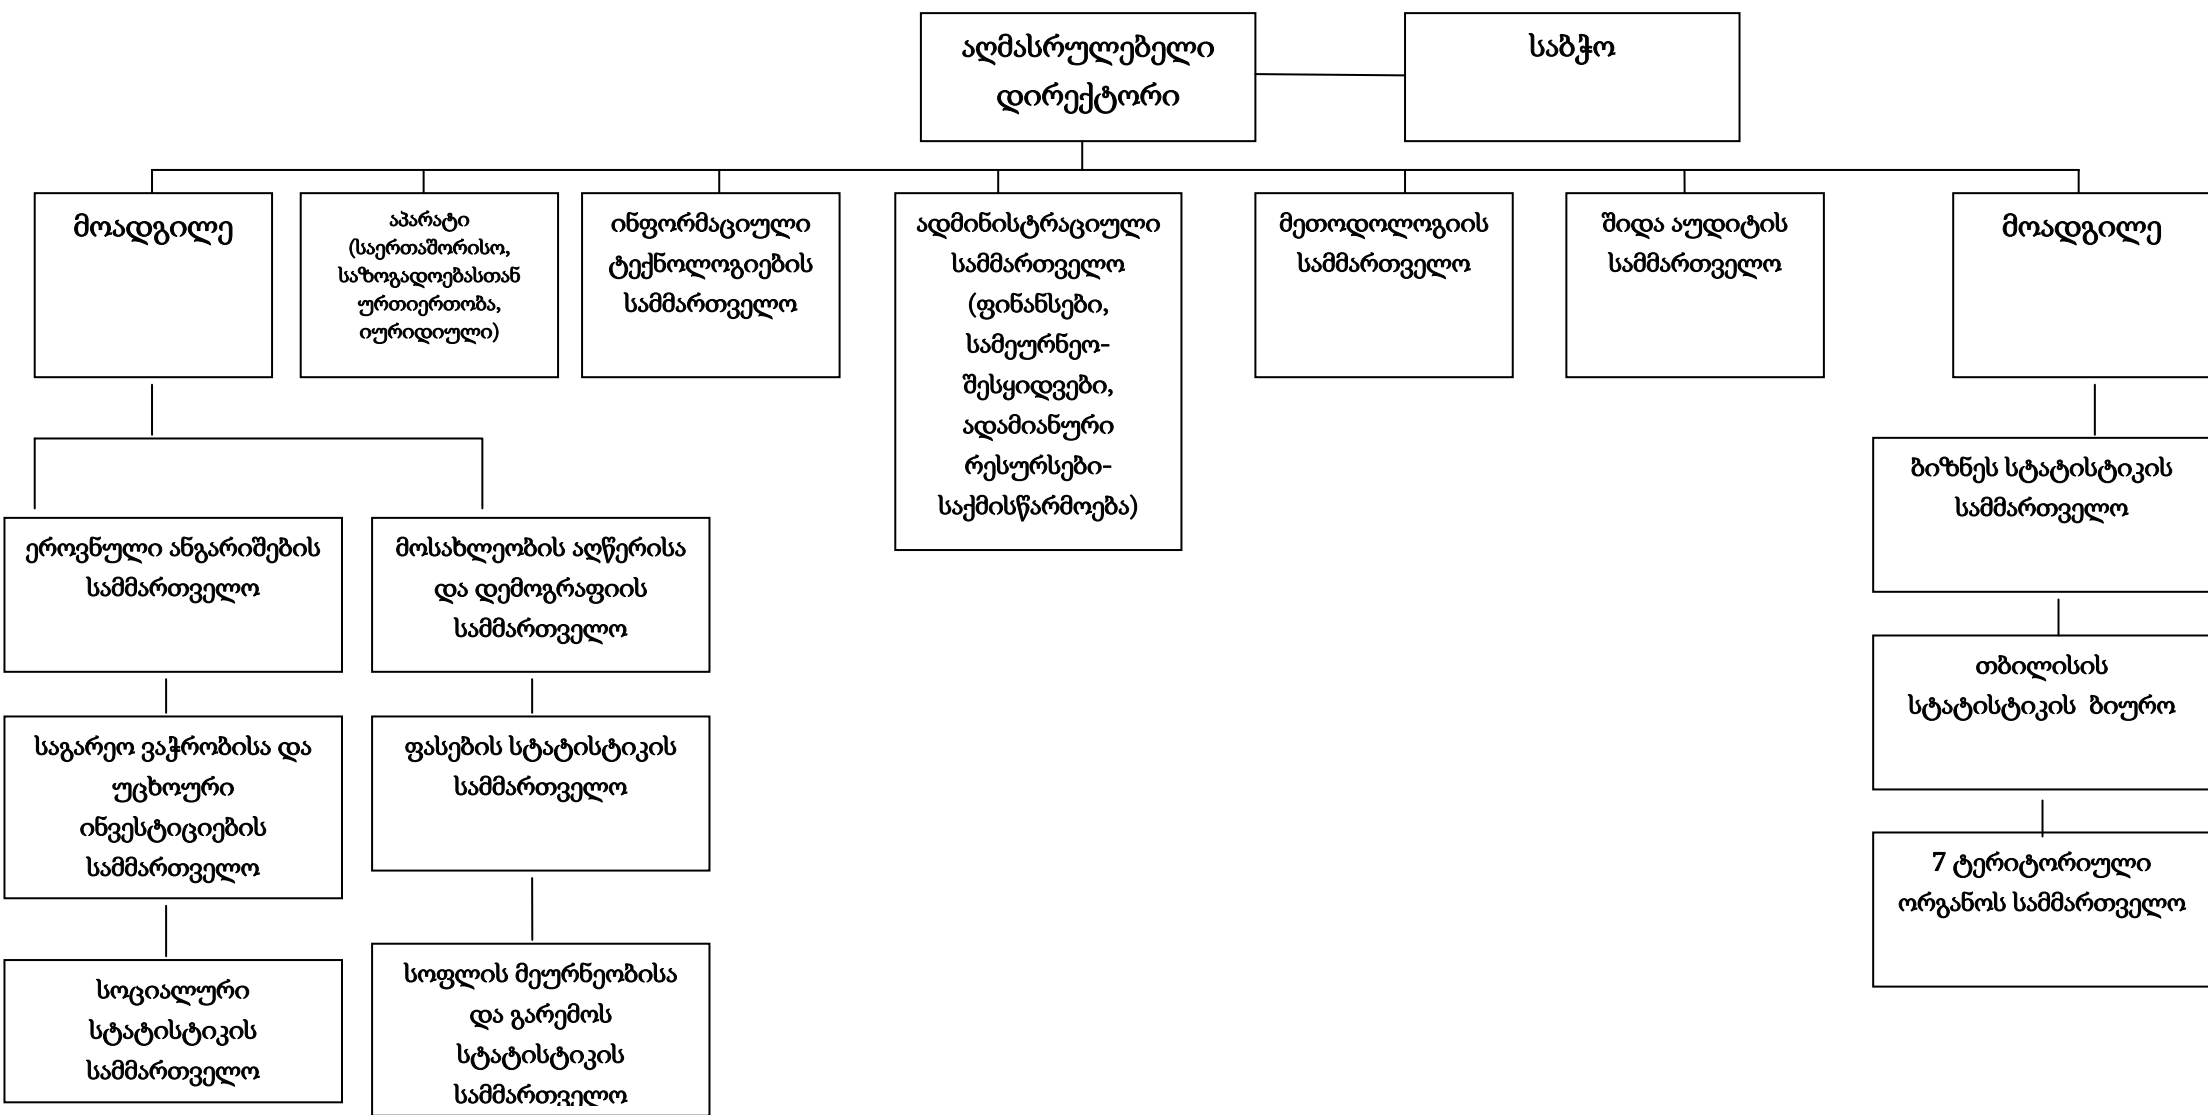 აღმასრულებელი
დირექტორი
საბჭო
მოადგილე
აპარატი
(საერთაშორისო,
საზოგადოებასთან
ურთიერთობა,
იურიდიული)
ინფორმაციული
ტექნოლოგიების
სამმართველო
ადმინისტრაციული
სამმართველო
(ფინანსები,
სამეურნეო-
შესყიდვები,
ადამიანური
რესურსები-
საქმისწარმოება)
მეთოდოლოგიის
სამმართველო
შიდა აუდიტის
სამმართველო
მოადგილე
ეროვნული ანგარიშების
სამმართველო
მოსახლეობის აღწერისა
და დემოგრაფიის
სამმართველო
ბიზნეს სტატისტიკის
სამმართველო
საგარეო ვაჭრობისა და
უცხოური
ინვესტიციების
სამმართველო
ფასების სტატისტიკის
სამმართველო
თბილისის
სტატისტიკის ბიურო
სოციალური
სტატისტიკის
სამმართველო
სოფლის მეურნეობისა
და გარემოს
სტატისტიკის
სამმართველო
7 ტერიტორიული
ორგანოს სამმართველო